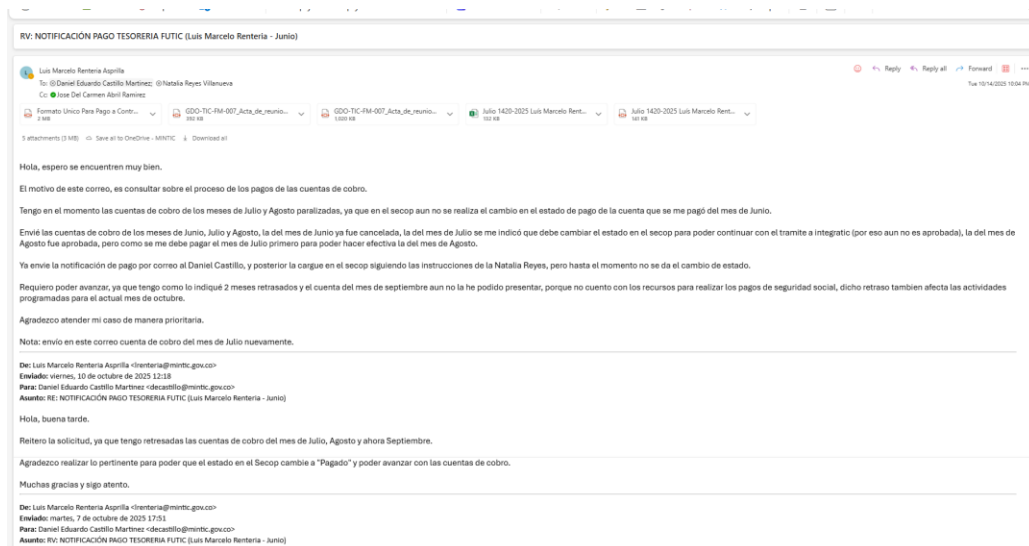 RV: NOTIFICACIÓN PAGO TESORERIA FUTIC (Luis Marcelo Renteria - Junio)
Luis Marcelo Renteria Asprilla
To: Daniel Eduardo Castillo Martinez; Natalia Reyes Villanueva
Cc: Jose Del Carmen Abril Ramirez
Reply Reply all Forward
Tue 10/14/2025 10:04 PM
Formato Unico Para Pago a Contr...
2 MB
GDO-TIC-FM-007_Acta_de_reunio...
GDO-TIC-FM-007_Acta_de_reunio...
Julio 1420-2025 Luis Marcelo Rent...
Julio 1420-2025 Luis Marcelo Rent...
5 attachments (3 MB) Save all to OneDrive - MINTIC Download all
Hola, espero se encuentren muy bien.
El motivo de este correo, es consultar sobre el proceso de los pagos de las cuentas de cobro.
Tengo en el momento las cuentas de cobro de los meses de Julio y Agosto paralizadas, ya que en el secop aun no se realiza el cambio en el estado de pago de la cuenta que se me pagó del mes de Junio.
Envié las cuentas de cobro de los meses de Junio, Julio y Agosto, la del mes de Junio ya fue cancelada, la del mes de Julio se me indicó que debe cambiar el estado en el secop para poder continuar con el tramite a integratic (por eso aun no es aprobada), la del mes de
Agosto fue aprobada, pero como se me debe pagar el mes de Julio primero para poder hacer efectiva la del mes de Agosto.
Ya envie la notificación de pago por correo al Daniel Castillo, y posterior la cargue en el secop siguiendo las instrucciones de la Natalia Reyes, pero hasta el momento no se da el cambio de estado.
Requiero poder avanzar, ya que tengo como lo indiqué 2 meses retrasados y el cuenta del mes de septiembre aun no la he podido presentar, porque no cuento con los recursos para realizar los pagos de seguridad social, dicho retraso tambien afecta las actividades
programadas para el actual mes de octubre.
Agradezco atender mi caso de manera prioritaria.
Nota: envío en este correo cuenta de cobro del mes de Julio nuevamente.
De: Luis Marcelo Renteria Asprilla <lrenteria@mintic.gov.co>
Enviado: viernes, 10 de octubre de 2025 12:18
Para: Daniel Eduardo Castillo Martinez <decastillo@mintic.gov.co>
Asunto: RE: NOTIFICACIÓN PAGO TESORERIA FUTIC (Luis Marcelo Renteria - Junio)
Hola, buena tarde.
Reitero la solicitud, ya que tengo retresadas las cuentas de cobro del mes de Julio, Agosto y ahora Septiembre.
Agradezco realizar lo pertinente para poder que el estado en el Secop cambie a "Pagado" y poder avanzar con las cuentas de cobro.
Muchas gracias y sigo atento.
De: Luis Marcelo Renteria Asprilla <lrenteria@mintic.gov.co>
Enviado: martes, 7 de octubre de 2025 17:51
Para: Daniel Eduardo Castillo Martinez <decastillo@mintic.gov.co>
Asunto: RV: NOTIFICACIÓN PAGO TESORERIA FUTIC (Luis Marcelo Renteria - Junio)